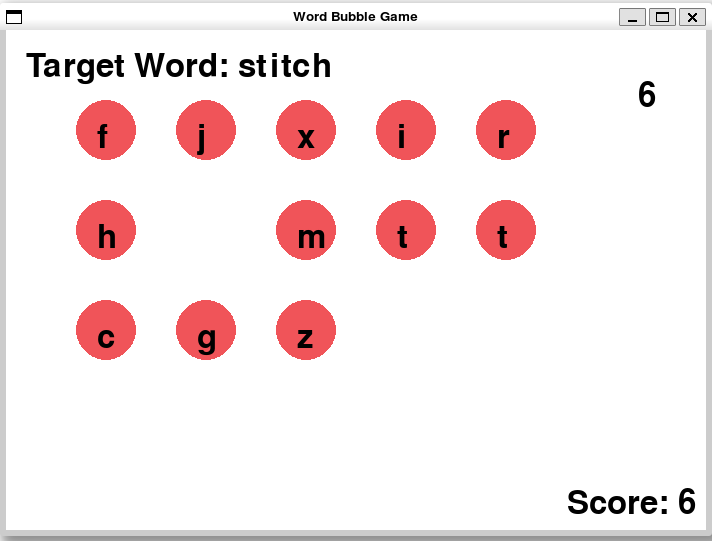 Word Bubble Game
Target Word: stitch
6
f j x i r
h m t t
c g z
Score: 6